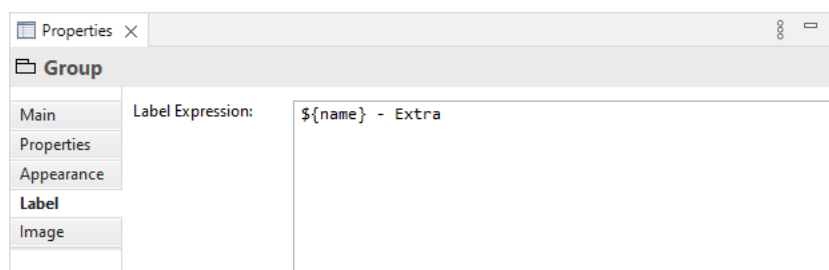 Properties
Group
Main
Label Expression:
${name} - Extra
Properties
Appearance
Label
Image